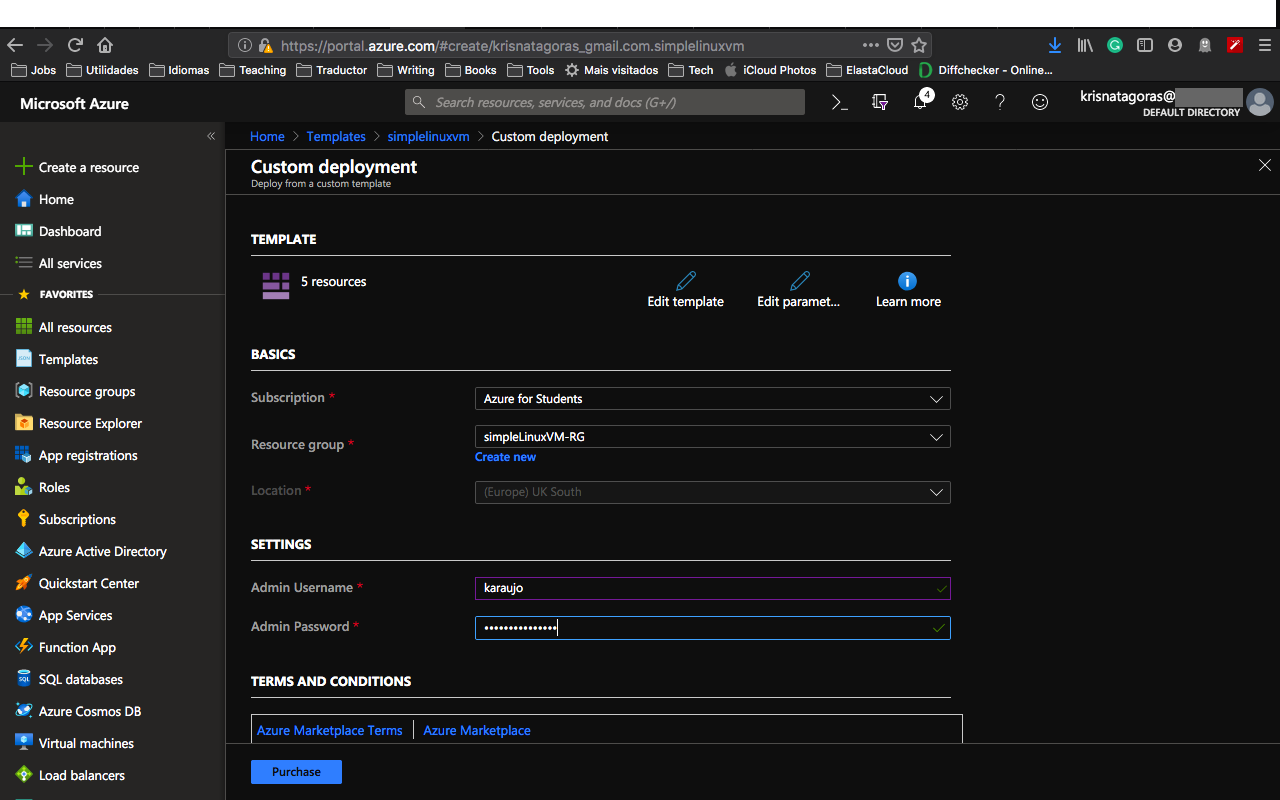 https://portal.azure.com/#create/krisnatagoras_gmail.com.simplelinuxvm
Jobs Utilidades Idiomas Teaching Traductor Writing Books Tools Mais visitados Tech iCloud Photos ElastaCloud Diffchecker - Online...
Microsoft Azure
Search resources, services, and docs (G+/)
4
krisnatagoras@
DEFAULT DIRECTORY
«
Create a resource
Home
Dashboard
All services
FAVORITES
All resources
Templates
Resource groups
Resource Explorer
App registrations
Roles
Subscriptions
Azure Active Directory
Quickstart Center
App Services
Function App
SQL databases
Azure Cosmos DB
Virtual machines
Load balancers
Home > Templates > simplelinuxvm > Custom deployment
Custom deployment
Deploy from a custom template
TEMPLATE
5 resources
Edit template
Edit paramet...
Learn more
BASICS
Subscription *
Azure for Students
Resource group *
simpleLinuxVM-RG
Create new
Location *
(Europe) UK South
SETTINGS
Admin Username *
karaujo
Admin Password *
•••••••••••••••
TERMS AND CONDITIONS
Azure Marketplace Terms | Azure Marketplace
Purchase